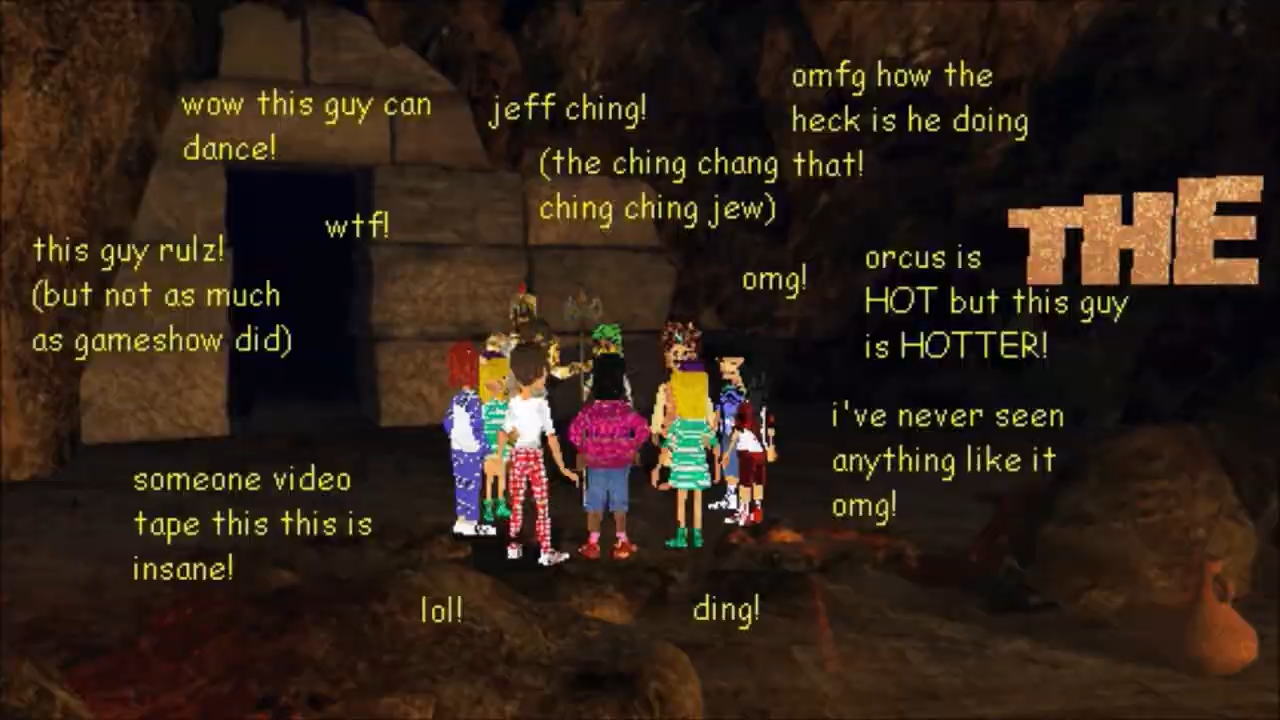 wow this guy can
dance!
jeff ching!
(the ching chang
ching ching jew)
omfg how the
heck is he doing
that!
THE
wtf!
this guy rulz!
(but not as much
as gameshow did)
omg!
orcus is
HOT but this guy
is HOTTER!
i've never seen
anything like it
omg!
someone video
tape this this is
insane!
lol!
ding!